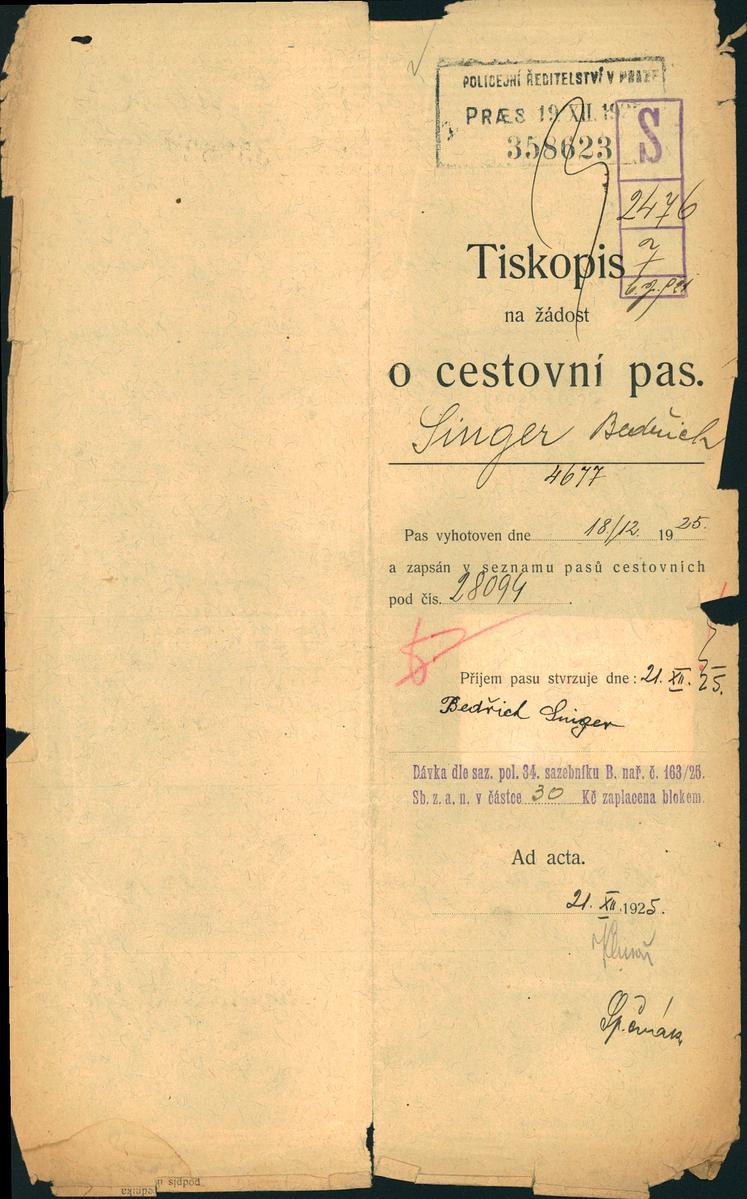 POLICEJNÍ ŘEDITELSTVÍ V PRAZE
PRÆS 19. XII. 19
358623
S
2476
7
Tiskopis
na žádost
o cestovní pas.
Singer Bedřich
4677
Pas vyhotoven dne 18/12. 1925.
a zapsán v seznamu pasů cestovních
pod čís. 28094.
Příjem pasu stvrzuje dne: 21. XII. 25.
Bedřich Singer
Dávka dle saz. pol. 34. sazebníku B. nař. č. 163/25.
Sb. z. a. n. v částce 30 Kč zaplacena blokem.
Ad acta.
21. XII. 1925.
podpis